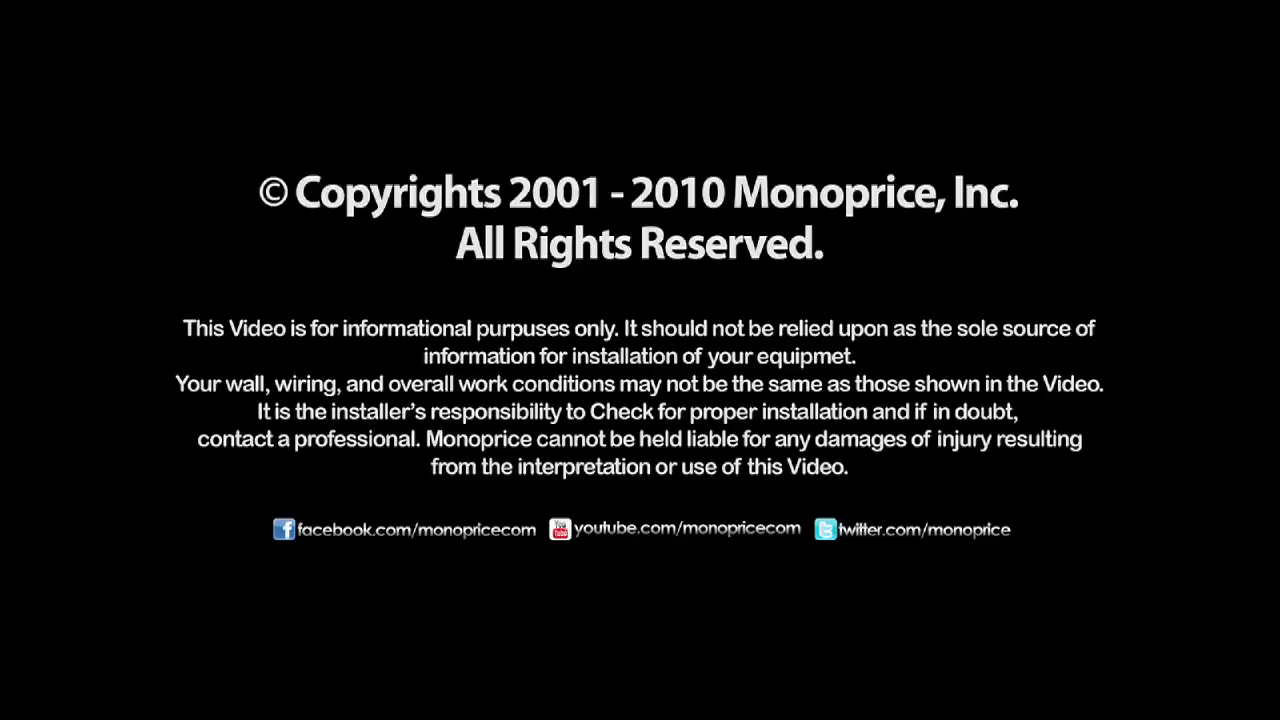 © Copyrights 2001 - 2010 Monoprice, Inc.
All Rights Reserved.
This Video is for informational purpuses only. It should not be relied upon as the sole source of
information for installation of your equipmet.
Your wall, wiring, and overall work conditions may not be the same as those shown in the Video.
It is the installer's responsibility to Check for proper installation and if in doubt,
contact a professional. Monoprice cannot be held liable for any damages of injury resulting
from the interpretation or use of this Video.
f facebook.com/monopricecom You Tube youtube.com/monopricecom t twitter.com/monoprice